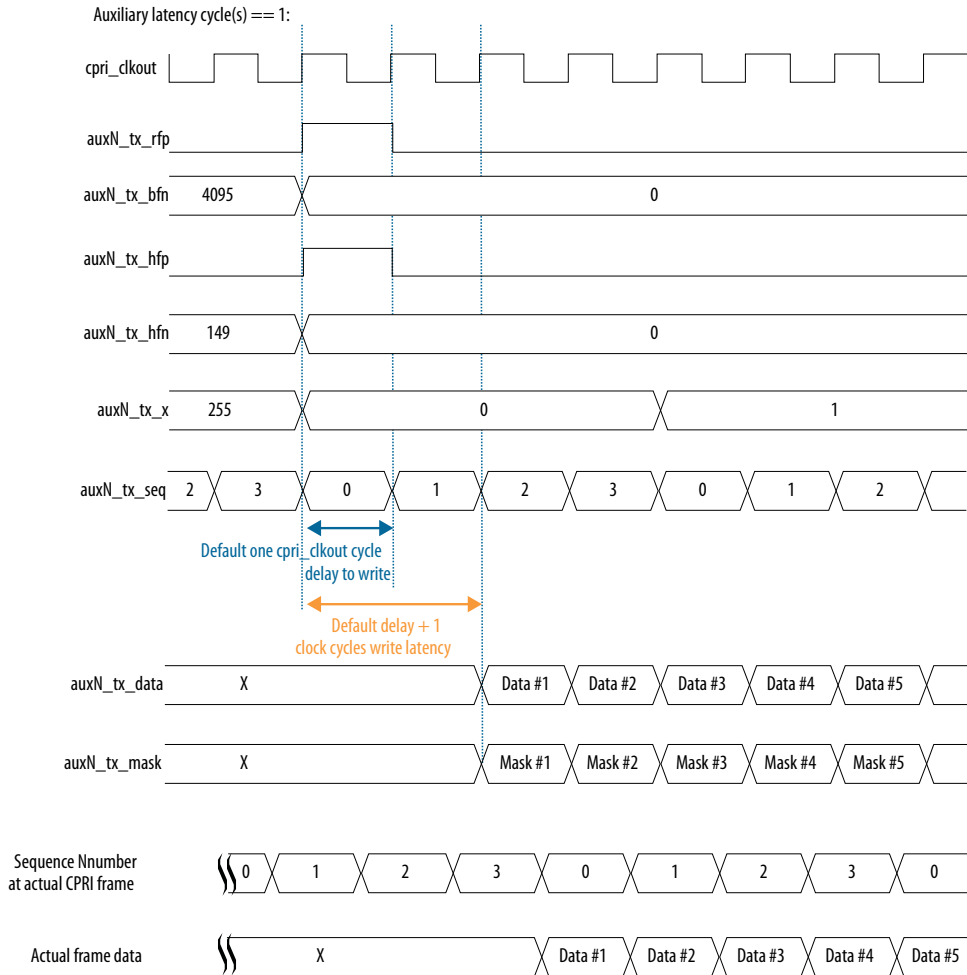 Auxiliary latency cycle(s) == 1:
cpri_clkout
auxN_tx_rfp
auxN_tx_bfn 4095 0
auxN_tx_hfp
auxN_tx_hfn 149 0
auxN_tx_x 255 0 1
auxN_tx_seq 2 3 0 1 2 3 0 1 2
Default one cpri_clkout cycle
delay to write
Default delay + 1
clock cycles write latency
auxN_tx_data X Data #1 Data #2 Data #3 Data #4 Data #5
auxN_tx_mask X Mask #1 Mask #2 Mask #3 Mask #4 Mask #5
Sequence Nnumber
at actual CPRI frame 0 1 2 3 0 1 2 3 0
Actual frame data X Data #1 Data #2 Data #3 Data #4 Data #5